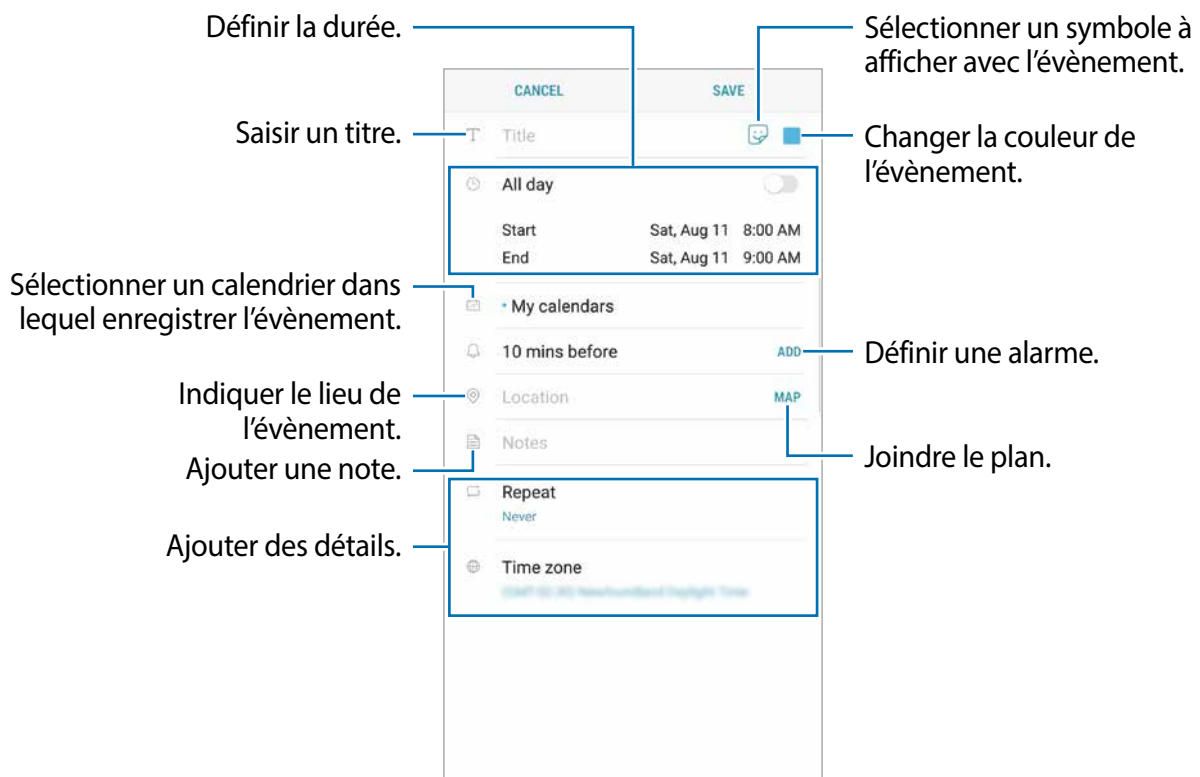 Définir la durée.
Sélectionner un symbole à
afficher avec l’évènement.
CANCEL SAVE
Saisir un titre.
Title
Changer la couleur de
l’évènement.
All day
Start Sat, Aug 11 8:00 AM
End Sat, Aug 11 9:00 AM
Sélectionner un calendrier dans
lequel enregistrer l’évènement.
My calendars
10 mins before ADD
Définir une alarme.
Indiquer le lieu de
l’évènement.
Location MAP
Ajouter une note.
Notes
Joindre le plan.
Repeat
Never
Ajouter des détails.
Time zone